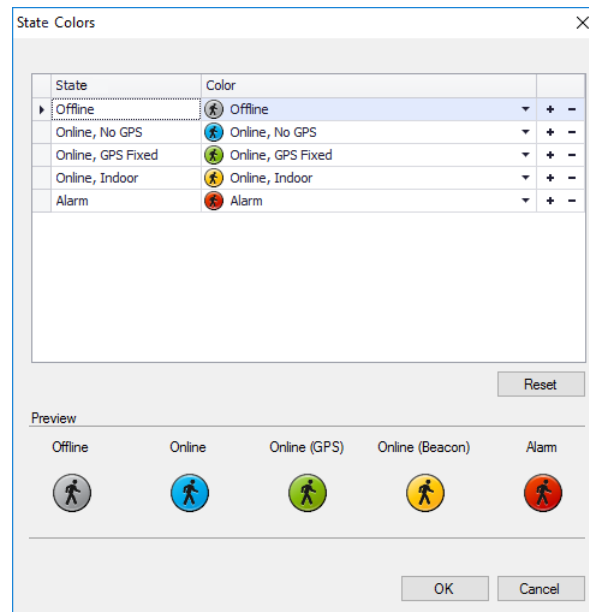 State Colors
State Color
Offline Offline
Online, No GPS Online, No GPS
Online, GPS Fixed Online, GPS Fixed
Online, Indoor Online, Indoor
Alarm Alarm
Reset
Preview
Offline Online Online (GPS) Online (Beacon) Alarm
OK Cancel